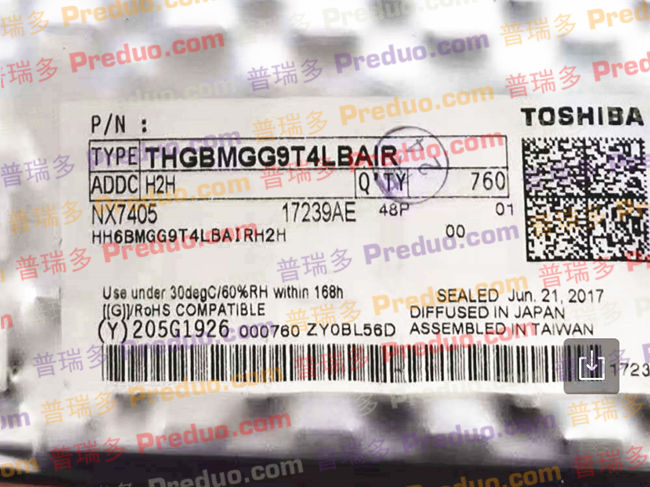 普瑞多 Preduo.com
TOSHIBA
P/N :
TYPE THGBMGG9T4LBAIR
ADDC H2H Q'TY 760
NX7405 17239AE 48P 01
HH6BMGG9T4LBA1RH2H 00
Use under 30degC/60%RH within 168h
SEALED Jun. 21, 2017
[[G]]/RoHS COMPATIBLE
DIFFUSED IN JAPAN
(Y)205G1926 000760 ZY0BL56D ASSEMBLED IN TAIWAN